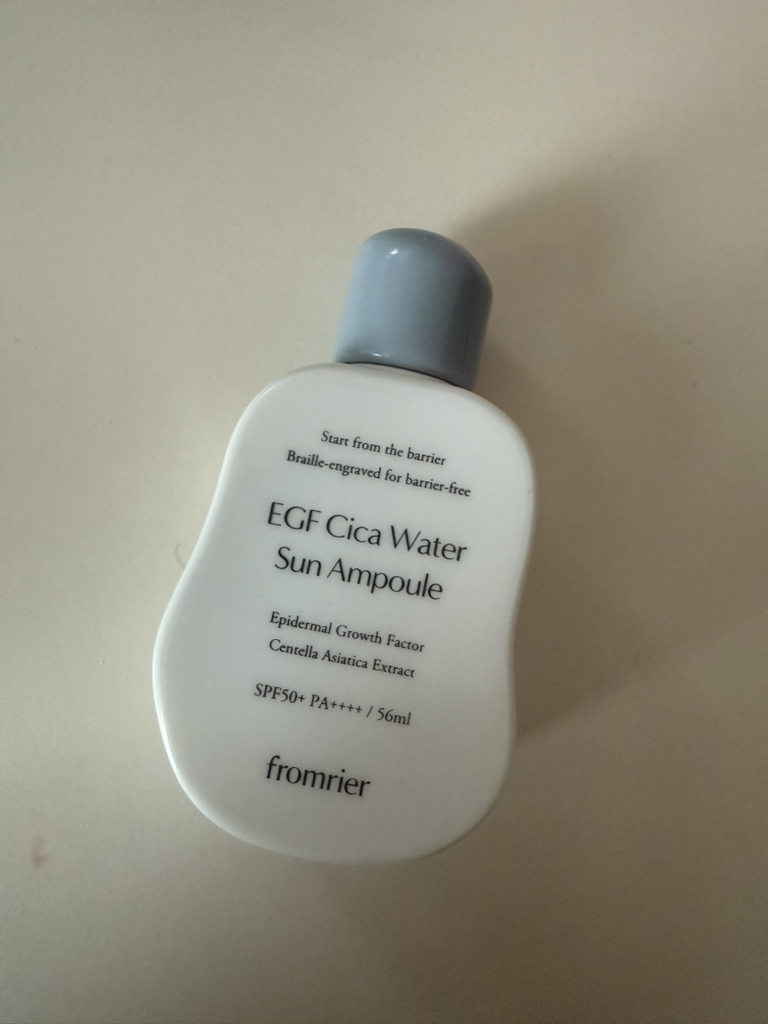 Start from the barrier
Braille-engraved for barrier-free
EGF Cica Water
Sun Ampoule
Epidermal Growth Factor
Centella Asiatica Extract
SPF50+ PA++++ / 56ml
fromrier